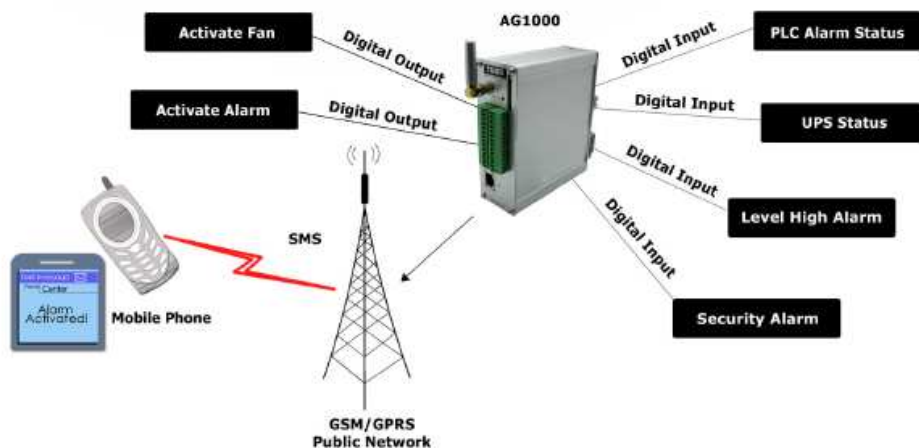 AG1000
Activate Fan
Digital Output
Activate Alarm
Digital Output
Digital Input
PLC Alarm Status
Digital Input
UPS Status
Digital Input
Level High Alarm
Digital Input
Security Alarm
SMS
Center
Alarm
Activated!
Mobile Phone
GSM/GPRS
Public Network